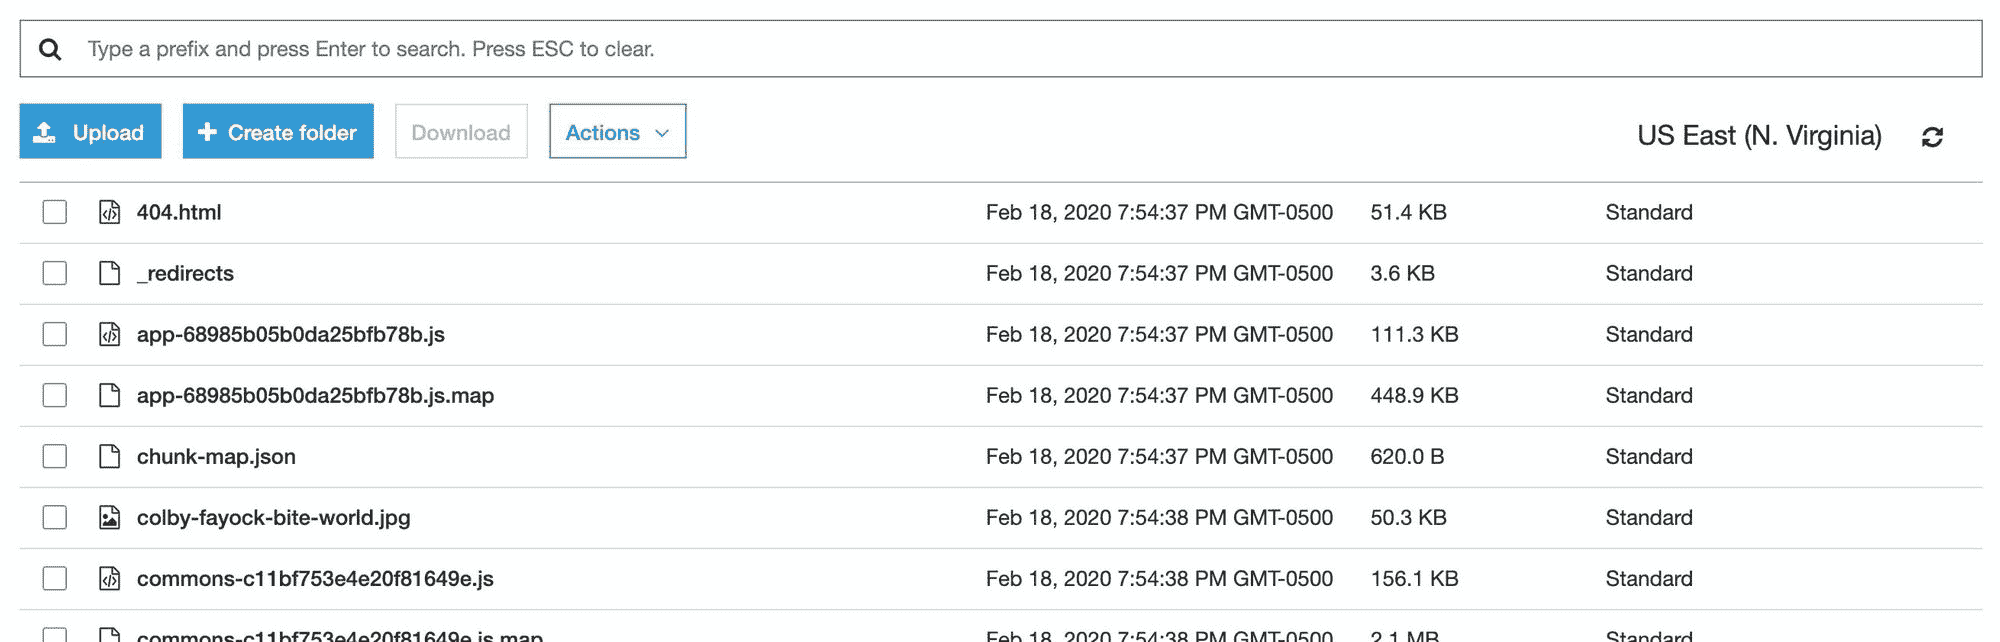 Type a prefix and press Enter to search. Press ESC to clear.
Upload Create folder Download Actions US East (N. Virginia)
404.html Feb 18, 2020 7:54:37 PM GMT-0500 51.4 KB Standard
_redirects Feb 18, 2020 7:54:37 PM GMT-0500 3.6 KB Standard
app-68985b05b0da25bfb78b.js Feb 18, 2020 7:54:37 PM GMT-0500 111.3 KB Standard
app-68985b05b0da25bfb78b.js.map Feb 18, 2020 7:54:37 PM GMT-0500 448.9 KB Standard
chunk-map.json Feb 18, 2020 7:54:37 PM GMT-0500 620.0 B Standard
colby-fayock-bite-world.jpg Feb 18, 2020 7:54:38 PM GMT-0500 50.3 KB Standard
commons-c11bf753e4e20f81649e.js Feb 18, 2020 7:54:38 PM GMT-0500 156.1 KB Standard
commons-c11bf753e4e20f81649e.js.map Feb 18, 2020 7:54:38 PM GMT-0500 2.1 MB Standard